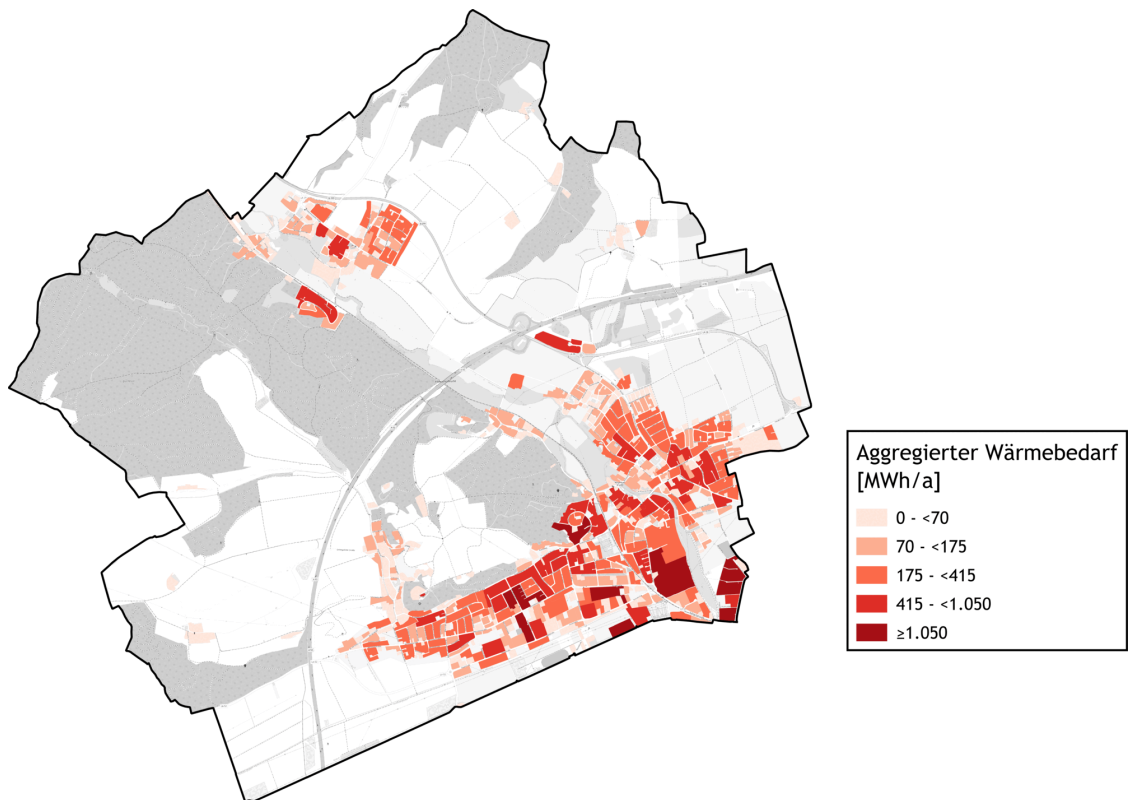 Aggregierter Wärmebedarf
[MWh/a]
0 - <70
70 - <175
175 - <415
415 - <1.050
≥1.050